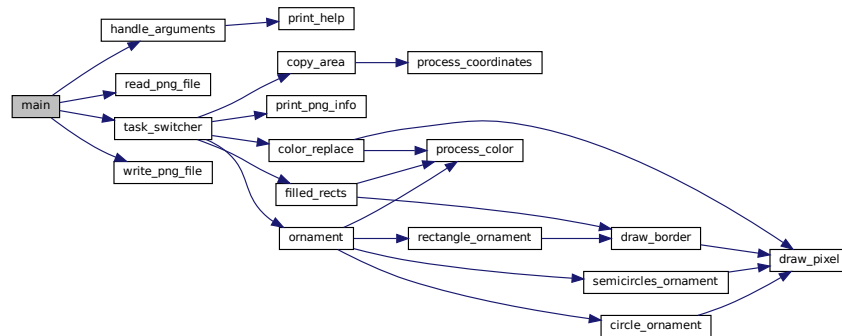 print_help
handle_arguments
copy_area
process_coordinates
read_png_file
main
print_png_info
task_switcher
color_replace
process_color
write_png_file
filled_rects
ornament
rectangle_ornament
draw_border
draw_pixel
semicircles_ornament
circle_ornament